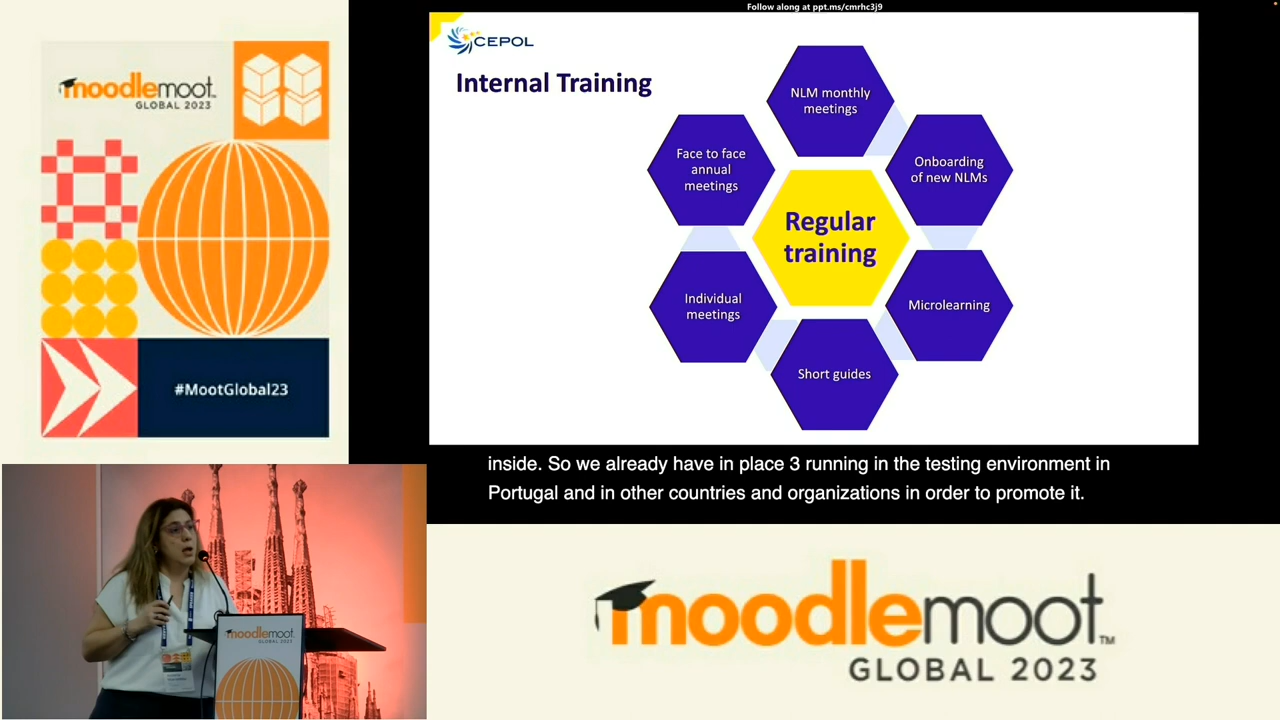 Follow along at ppt.ms/cmrhc3j9
moodlemoot
GLOBAL 2023
#MootGlobal23
CEPOL
Internal Training
NLM monthly
meetings
Onboarding
of new NLMs
Microlearning
Short guides
Individual
meetings
Face to face
annual
meetings
Regular
training
inside. So we already have in place 3 running in the testing environment in
Portugal and in other countries and organizations in order to promote it.
moodlemoot
GLOBAL 2023
moodlemoot TM
GLOBAL 2023